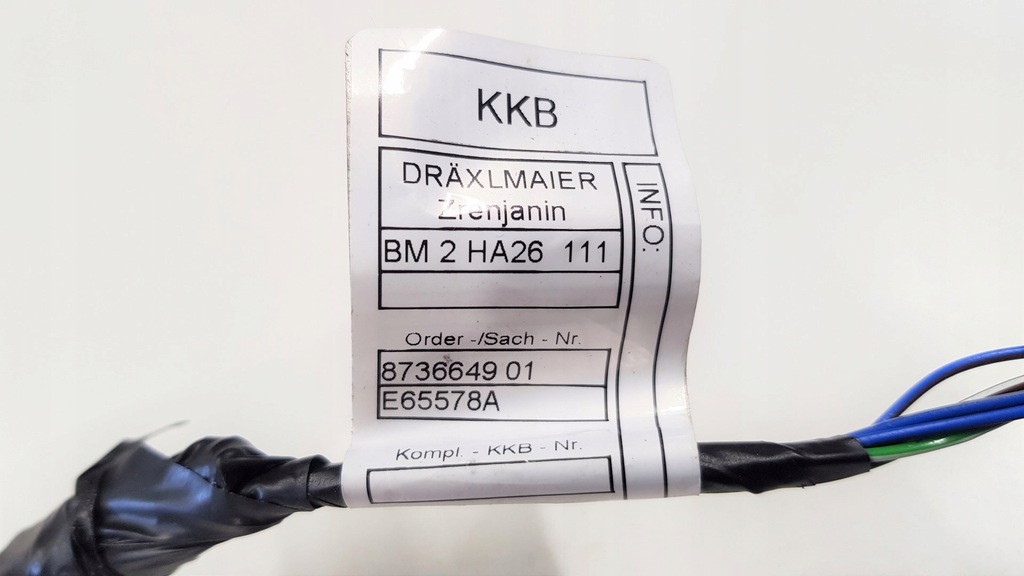 KKB
DRÄXLMAIER
Zrenjanin
BM 2 HA26 111
INFO:
Order -/Sach - Nr.
8736649 01
E65578A
Kompl. - KKB - Nr.